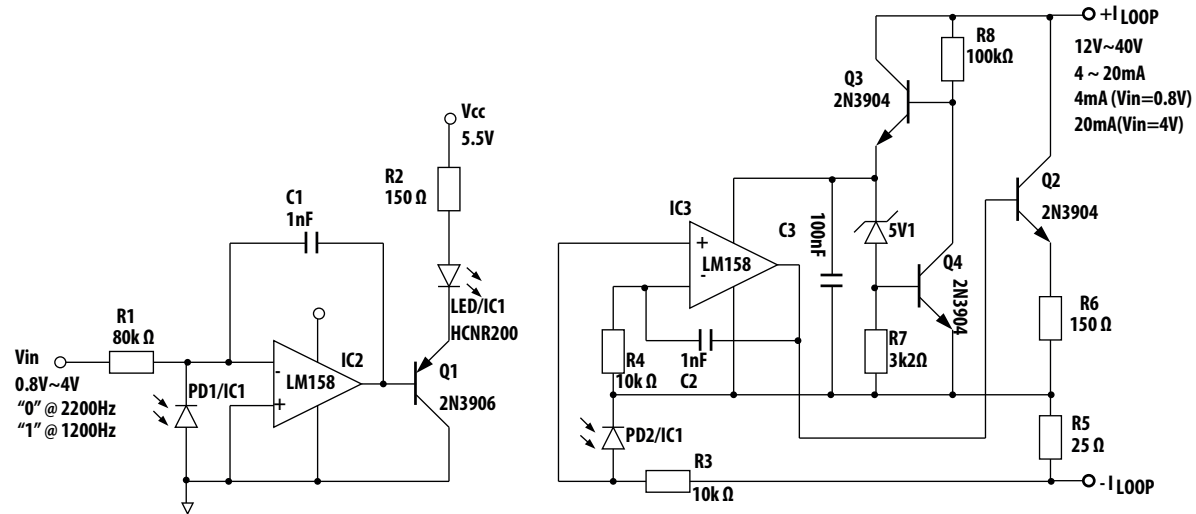 Vcc
5.5V
R2
150 Ω
C1
1nF
LED/IC1
HCNR200
R1
80k Ω
Vin
0.8V~4V
“0” @ 2200Hz
“1” @ 1200Hz
PD1/IC1
-
+
LM158
IC2
Q1
2N3906
+I LOOP
12V~40V
4 ~ 20mA
4mA (Vin=0.8V)
20mA(Vin=4V)
R8
100kΩ
Q3
2N3904
Q2
2N3904
IC3
+
-
LM158
C3
100nF
5V1
Q4
2N3904
R6
150 Ω
R7
3k2Ω
R4
10k Ω
1nF
C2
PD2/IC1
R5
25 Ω
R3
10k Ω
-I LOOP